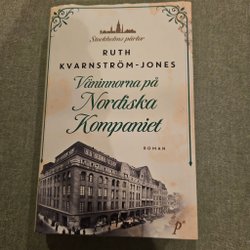 Stockholms pärlor
RUTH
KVARNSTRÖM-JONES
Väninnorna på
Nordiska
Kompaniet
ROMAN
P